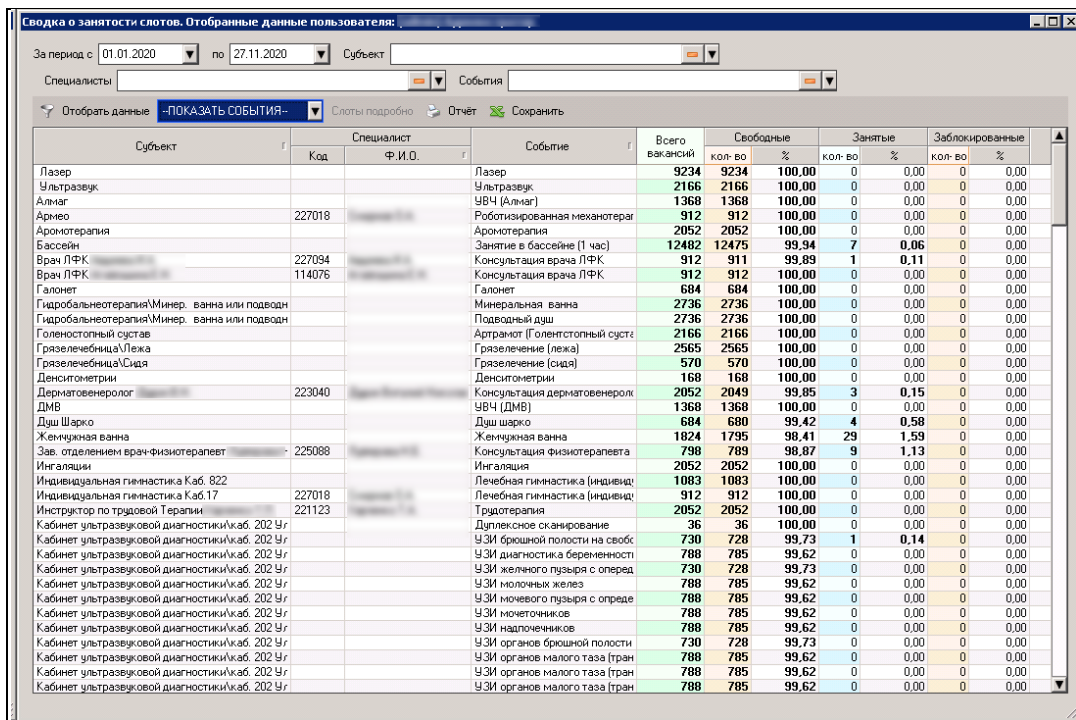 Сводка о занятости слотов. Отобранные данные пользователя:
За период с 01.01.2020 по 27.11.2020 Субъект
Специалисты События
Отобрать данные --ПОКАЗАТЬ СОБЫТИЯ-- Слоты подробно Отчёт Сохранить
Субъект Специалист Событие Всего вакансий Свободные Занятые Заблокированные
Код Ф.И.О. кол- во % кол- во % кол- во %
Лазер Лазер 9234 9234 100,00 0 0,00 0 0,00
Ультразвук Ультразвук 2166 2166 100,00 0 0,00 0 0,00
Алмаг УВЧ (Алмаг) 1368 1368 100,00 0 0,00 0 0,00
Армео 227018 Роботизированная механотерап 912 912 100,00 0 0,00 0 0,00
Аромотерапия Аромотерапия 2052 2052 100,00 0 0,00 0 0,00
Бассейн Занятие в бассейне (1 час) 12482 12475 99,94 7 0,06 0 0,00
Врач ЛФК 227094 Консультация врача ЛФК 912 911 99,89 1 0,11 0 0,00
Врач ЛФК 114076 Консультация врача ЛФК 912 912 100,00 0 0,00 0 0,00
Галонет Галонет 684 684 100,00 0 0,00 0 0,00
Гидробальнеотерапия\Минер. ванна или подводн Минеральная ванна 2736 2736 100,00 0 0,00 0 0,00
Гидробальнеотерапия\Минер. ванна или подводн Подводный душ 2736 2736 100,00 0 0,00 0 0,00
Голеностопный сустав Артрамот (Голентстопный суста 2166 2166 100,00 0 0,00 0 0,00
Грязелечебница\Лежа Грязелечение (лежа) 2565 2565 100,00 0 0,00 0 0,00
Грязелечебница\Сидя Грязелечение (сидя) 570 570 100,00 0 0,00 0 0,00
Денситометрии Денситометрии 168 168 100,00 0 0,00 0 0,00
Дерматовенеролог 223040 Консультация дерматовенероло 2052 2049 99,85 3 0,15 0 0,00
ДМВ УВЧ (ДМВ) 1368 1368 100,00 0 0,00 0 0,00
Душ Шарко Душ шарко 684 680 99,42 4 0,58 0 0,00
Жемчужная ванна Жемчужная ванна 1824 1795 98,41 29 1,59 0 0,00
Зав. отделением врач-физиотерапевт 225088 Консультация физиотерапевта 798 789 98,87 9 1,13 0 0,00
Ингаляции Ингаляция 2052 2052 100,00 0 0,00 0 0,00
Индивидуальная гимнастика Каб. 822 Лечебная гимнастика (индивиду 1083 1083 100,00 0 0,00 0 0,00
Индивидуальная гимнастика Каб.17 227018 Лечебная гимнастика (индивиду 912 912 100,00 0 0,00 0 0,00
Инструктор по трудовой Терапии 221123 Трудотерапия 2052 2052 100,00 0 0,00 0 0,00
Кабинет ультразвуковой диагностики\каб. 202 Уг Дуплексное сканирование 36 36 100,00 0 0,00 0 0,00
Кабинет ультразвуковой диагностики\каб. 202 Уг УЗИ брюшной полости на свобо 730 728 99,73 1 0,14 0 0,00
Кабинет ультразвуковой диагностики\каб. 202 Уг УЗИ диагностика беременности 788 785 99,62 0 0,00 0 0,00
Кабинет ультразвуковой диагностики\каб. 202 Уг УЗИ желчного пузыря с оперед 730 728 99,73 0 0,00 0 0,00
Кабинет ультразвуковой диагностики\каб. 202 Уг УЗИ молочных желез 788 785 99,62 0 0,00 0 0,00
Кабинет ультразвуковой диагностики\каб. 202 Уг УЗИ мочевого пузыря с опреде 788 785 99,62 0 0,00 0 0,00
Кабинет ультразвуковой диагностики\каб. 202 Уг УЗИ мочеточников 788 785 99,62 0 0,00 0 0,00
Кабинет ультразвуковой диагностики\каб. 202 Уг УЗИ надпочечников 788 785 99,62 0 0,00 0 0,00
Кабинет ультразвуковой диагностики\каб. 202 Уг УЗИ органов брюшной полости 730 728 99,73 0 0,00 0 0,00
Кабинет ультразвуковой диагностики\каб. 202 Уг УЗИ органов малого таза (тран 788 785 99,62 0 0,00 0 0,00
Кабинет ультразвуковой диагностики\каб. 202 Уг УЗИ органов малого таза (тран 788 785 99,62 0 0,00 0 0,00
Кабинет ультразвуковой диагностики\каб. 202 Уг УЗИ органов малого таза (тран 788 785 99,62 0 0,00 0 0,00